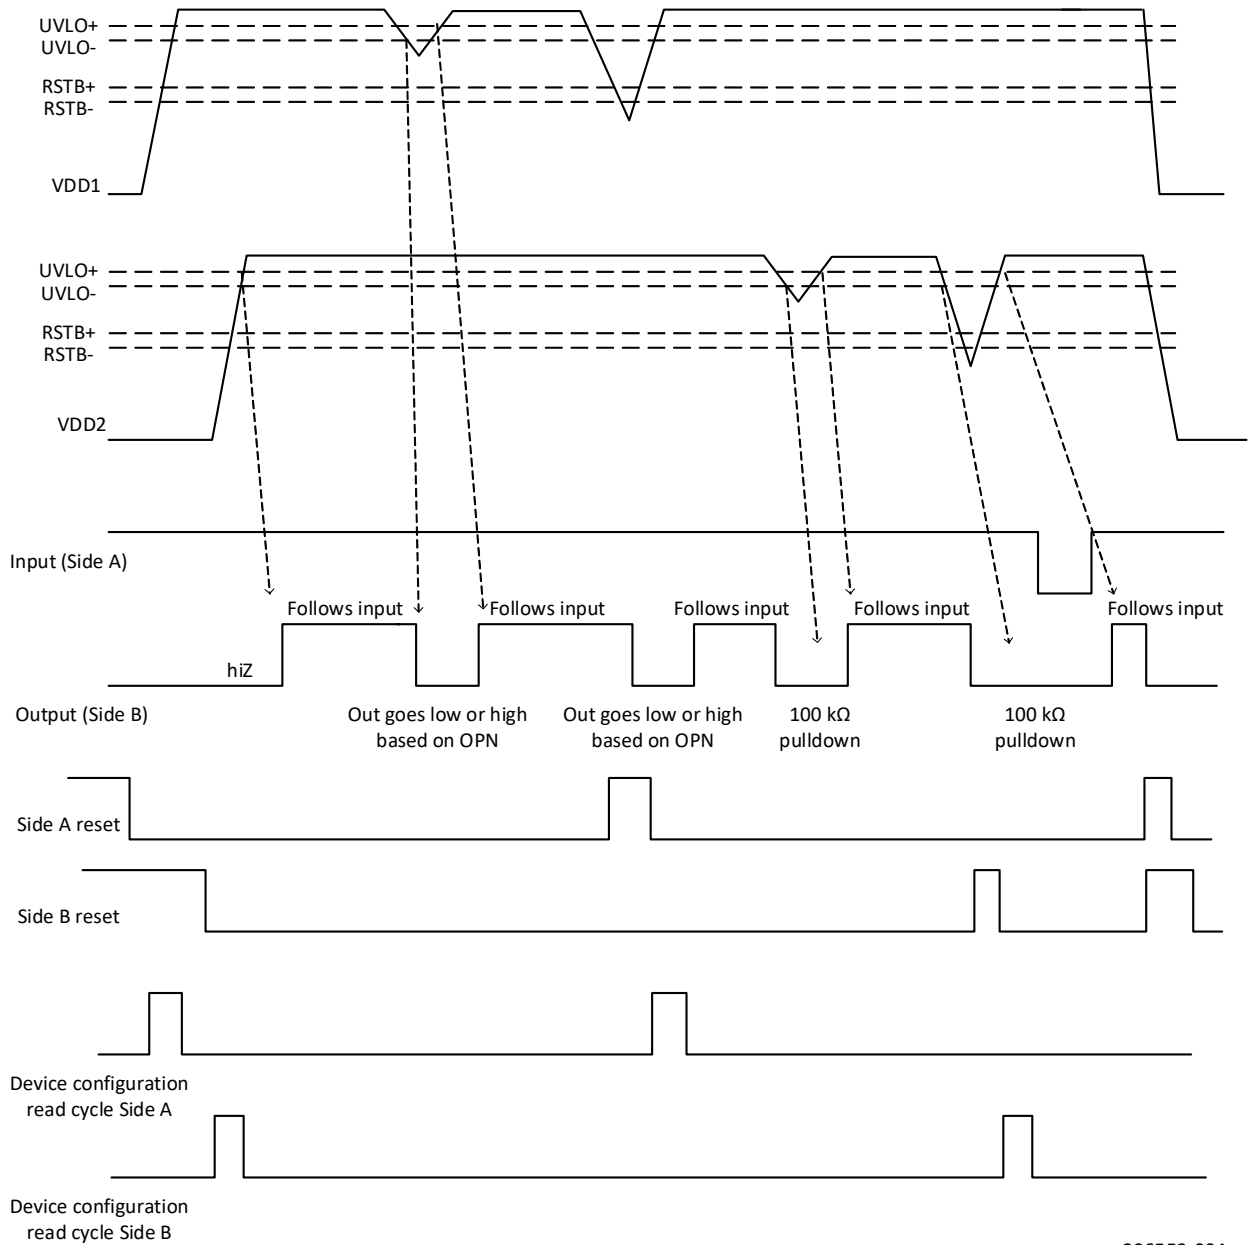 UVLO+
UVLO-
RSTB+
RSTB-
VDD1
UVLO+
UVLO-
RSTB+
RSTB-
VDD2
Input (Side A)
Follows input
Follows input
Follows input
Follows input
Follows input
hiZ
Output (Side B)
Out goes low or high
based on OPN
Out goes low or high
based on OPN
100 kΩ
pulldown
100 kΩ
pulldown
Side A reset
Side B reset
Device configuration
read cycle Side A
Device configuration
read cycle Side B